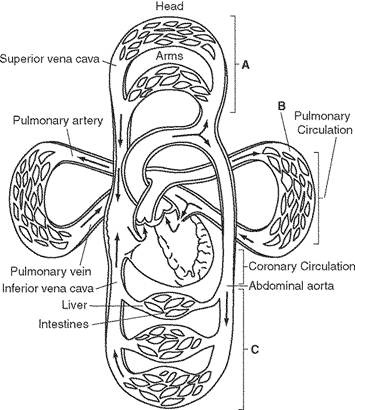 Head
Superior vena cava
Arms
A
Pulmonary artery
B
Pulmonary
Circulation
Pulmonary vein
Inferior vena cava
Liver
Intestines
Coronary Circulation
Abdominal aorta
C